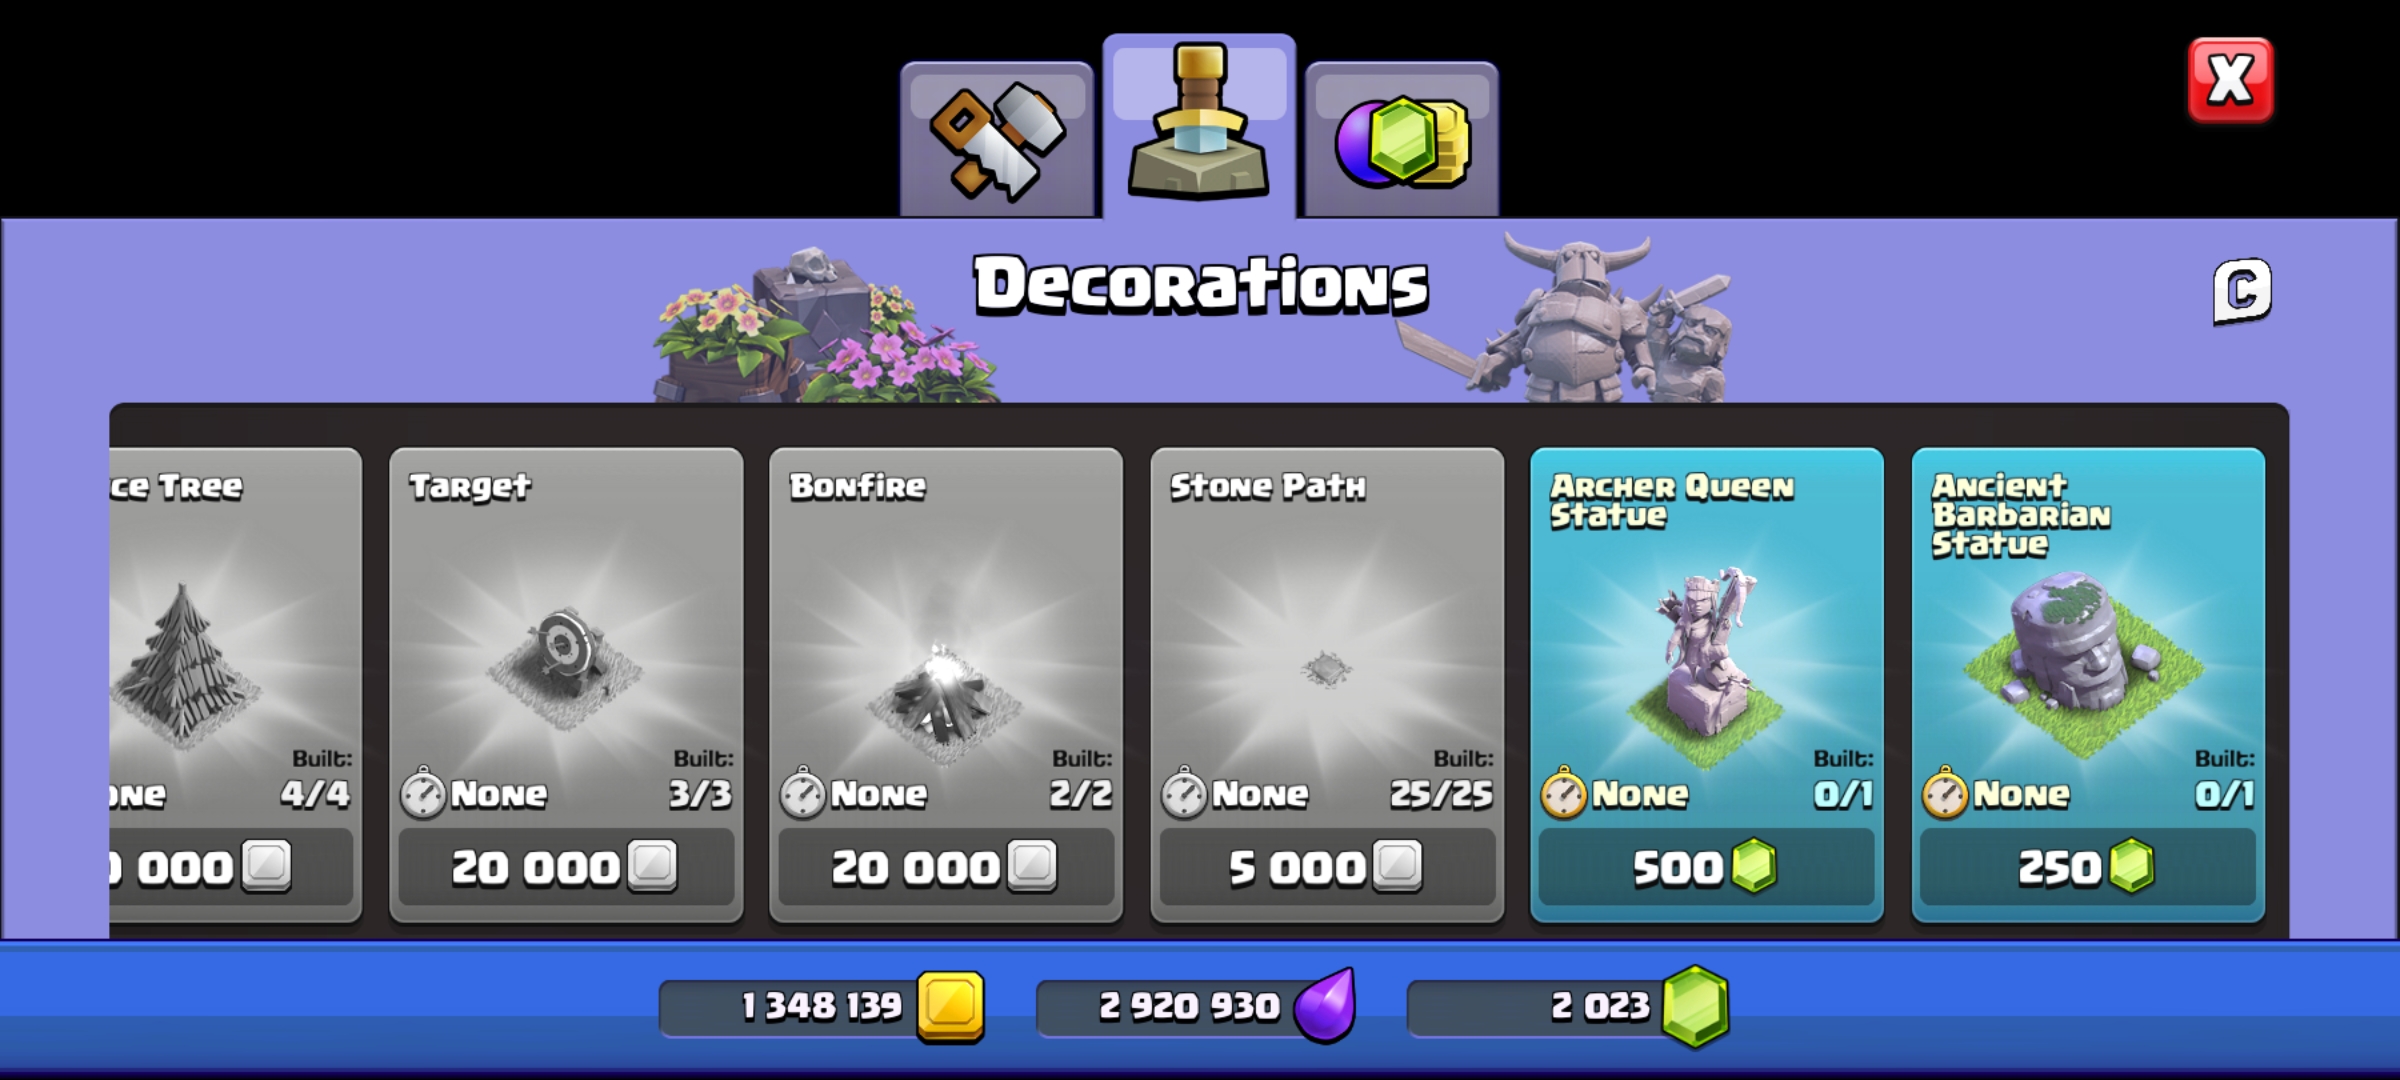 X
Decorations
C
ce Tree
Built:
one
4/4
000
Target
Built:
None
3/3
20 000
Bonfire
Built:
None
2/2
20 000
Stone Path
Built:
None
25/25
5 000
Archer Queen
Statue
Built:
None
0/1
500
Ancient
Barbarian
Statue
Built:
None
0/1
250
1 348 139
2 920 930
2 023